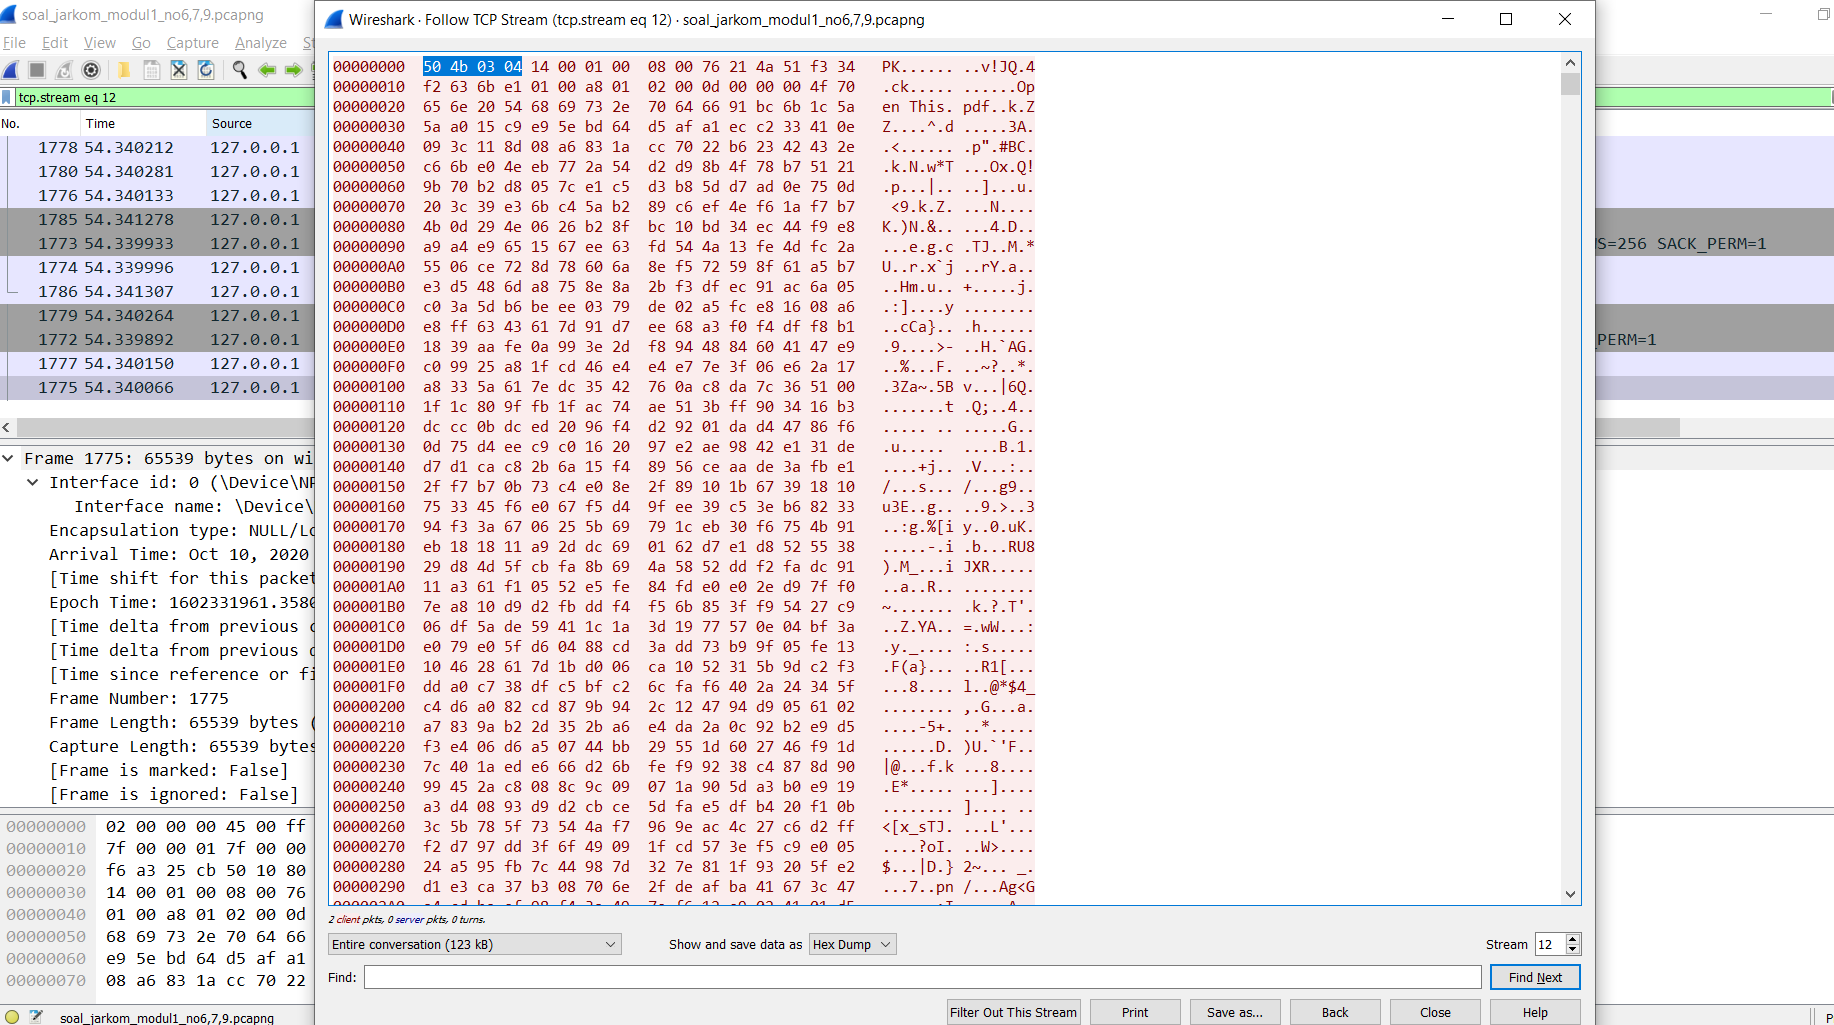 soal_jarkom_modul1_no6,7,9.pcapng
File Edit View Go Capture Analyze St
tcp.stream eq 12
No. Time Source
1778 54.340212 127.0.0.1
1780 54.340281 127.0.0.1
1776 54.340133 127.0.0.1
1785 54.341278 127.0.0.1
1773 54.339933 127.0.0.1
1774 54.339996 127.0.0.1
1786 54.341307 127.0.0.1
1779 54.340264 127.0.0.1
1772 54.339892 127.0.0.1
1777 54.340150 127.0.0.1
1775 54.340066 127.0.0.1
WS=256 SACK_PERM=1
_PERM=1
Frame 1775: 65539 bytes on wi
Interface id: 0 (\Device\NP
Interface name: \Device\
Encapsulation type: NULL/Lo
Arrival Time: Oct 10, 2020
[Time shift for this packet
Epoch Time: 1602331961.3580
[Time delta from previous c
[Time delta from previous d
[Time since reference or fi
Frame Number: 1775
Frame Length: 65539 bytes (
Capture Length: 65539 bytes
[Frame is marked: False]
[Frame is ignored: False]
00000000 02 00 00 00 45 00 ff
00000010 7f 00 00 01 7f 00 00
00000020 f6 a3 25 cb 50 10 80
00000030 14 00 01 00 08 00 76
00000040 01 00 a8 01 02 00 0d
00000050 68 69 73 2e 70 64 66
00000060 e9 5e bd 64 d5 af a1
00000070 08 a6 83 1a cc 70 22
soal_jarkom_modul1_no6,7,9.pcapng
Wireshark · Follow TCP Stream (tcp.stream eq 12) · soal_jarkom_modul1_no6,7,9.pcapng
00000000 50 4b 03 04 14 00 01 00 08 00 76 21 4a 51 f3 34 PK...... ..v!JQ.4
00000010 f2 63 6b e1 01 00 a8 01 02 00 0d 00 00 00 4f 70 .ck..... ......Op
00000020 65 6e 20 54 68 69 73 2e 70 64 66 91 bc 6b 1c 5a en This. pdf..k.Z
00000030 5a a0 15 c9 e9 5e bd 64 d5 af a1 ec c2 33 41 0e Z....^.d .....3A.
00000040 09 3c 11 8d 08 a6 83 1a cc 70 22 b6 23 42 43 2e .<...... .p".#BC.
00000050 c6 6b e0 4e eb 77 2a 54 d2 d9 8b 4f 78 b7 51 21 .k.N.w*T ...Ox.Q!
00000060 9b 70 b2 d8 05 7c e1 c5 d3 b8 5d d7 ad 0e 75 0d .p...|.. ..]...u.
00000070 20 3c 39 e3 6b c4 5a b2 89 c6 ef 4e f6 1a f7 b7 <9.k.Z. ...N....
00000080 4b 0d 29 4e 06 26 b2 8f bc 10 bd 34 ec 44 f9 e8 K.)N.&.. ...4.D..
00000090 a9 a4 e9 65 15 67 ee 63 fd 54 4a 13 fe 4d fc 2a ...e.g.c .TJ..M.*
000000A0 55 06 ce 72 8d 78 60 6a 8e f5 72 59 8f 61 a5 b7 U..r.x`j ..rY.a..
000000B0 e3 d5 48 6d a8 75 8e 8a 2b f3 df ec 91 ac 6a 05 ..Hm.u.. +.....j.
000000C0 c0 3a 5d b6 be ee 03 79 de 02 a5 fc e8 16 08 a6 .:]....y ........
000000D0 e8 ff 63 43 61 7d 91 d7 ee 68 a3 f0 f4 df f8 b1 ..cCa}.. .h......
000000E0 18 39 aa fe 0a 99 3e 2d f8 94 48 84 60 41 47 e9 .9....>- ..H.`AG.
000000F0 c0 99 25 a8 1f cd 46 e4 e4 e7 7e 3f 06 e6 2a 17 ..%...F. ..~?..*.
00000100 a8 33 5a 61 7e dc 35 42 76 0a c8 da 7c 36 51 00 .3Za~.5B v...|6Q.
00000110 1f 1c 80 9f fb 1f ac 74 ae 51 3b ff 90 34 16 b3 .......t .Q;..4..
00000120 dc cc 0b dc ed 20 96 f4 d2 92 01 da d4 47 86 f6 ..... .. .....G..
00000130 0d 75 d4 ee c9 c0 16 20 97 e2 ae 98 42 e1 31 de .u..... ....B.1.
00000140 d7 d1 ca c8 2b 6a 15 f4 89 56 ce aa de 3a fb e1 ....+j.. .V...:..
00000150 2f f7 b7 0b 73 c4 e0 8e 2f 89 10 1b 67 39 18 10 /...s... /...g9..
00000160 75 33 45 f6 e0 67 f5 d4 9f ee 39 c5 3e b6 82 33 u3E..g.. ..9.>..3
00000170 94 f3 3a 67 06 25 5b 69 79 1c eb 30 f6 75 4b 91 ..:g.%[i y..0.uK.
00000180 eb 18 18 11 a9 2d dc 69 01 62 d7 e1 d8 52 55 38 .....-.i .b...RU8
00000190 29 d8 4d 5f cb fa 8b 69 4a 58 52 dd f2 fa dc 91 ).M_...i JXR.....
000001A0 11 a3 61 f1 05 52 e5 fe 84 fd e0 e0 2e d9 7f f0 ..a..R.. ........
000001B0 7e a8 10 d9 d2 fb dd f4 f5 6b 85 3f f9 54 27 c9 ~....... .k.?.T'.
000001C0 06 df 5a de 59 41 1c 1a 3d 19 77 57 0e 04 bf 3a ..Z.YA.. =.wW...:
000001D0 e0 79 e0 5f d6 04 88 cd 3a dd 73 b9 9f 05 fe 13 .y._.... :.s.....
000001E0 10 46 28 61 7d 1b d0 06 ca 10 52 31 5b 9d c2 f3 .F(a}... ..R1[...
000001F0 dd a0 c7 38 df c5 bf c2 6c fa f6 40 2a 24 34 5f ...8.... l..@*$4_
00000200 c4 d6 a0 82 cd 87 9b 94 2c 12 47 94 d9 05 61 02 ........ ,.G...a.
00000210 a7 83 9a b2 2d 35 2b a6 e4 da 2a 0c 92 b2 e9 d5 ....-5+. ..*.....
00000220 f3 e4 06 d6 a5 07 44 bb 29 55 1d 60 27 46 f9 1d ......D. )U.`'F..
00000230 7c 40 1a ed e6 66 d2 6b fe f9 92 38 c4 87 8d 90 |@...f.k ...8....
00000240 99 45 2a c8 08 8c 9c 09 07 1a 90 5d a3 b0 e9 19 .E*..... ...]....
00000250 a3 d4 08 93 d9 d2 cb ce 5d fa e5 df b4 20 f1 0b ........ ].... ..
00000260 3c 5b 78 5f 73 54 4a f7 96 9e ac 4c 27 c6 d2 ff <[x_sTJ. ...L'...
00000270 f2 d7 97 dd 3f 6f 49 09 1f cd 57 3e f5 c9 e0 05 ....?oI. ..W>....
00000280 24 a5 95 fb 7c 44 98 7d 32 7e 81 1f 93 20 5f e2 $...|D.} 2~... _.
00000290 d1 e3 ca 37 b3 08 70 6e 2f de af ba 41 67 3c 47 ...7..pn /...Ag<G
2 client pkts, 0 server pkts, 0 turns.
Entire conversation (123 kB) Show and save data as Hex Dump Stream 12
Find: Find Next
Filter Out This Stream Print Save as... Back Close Help
P